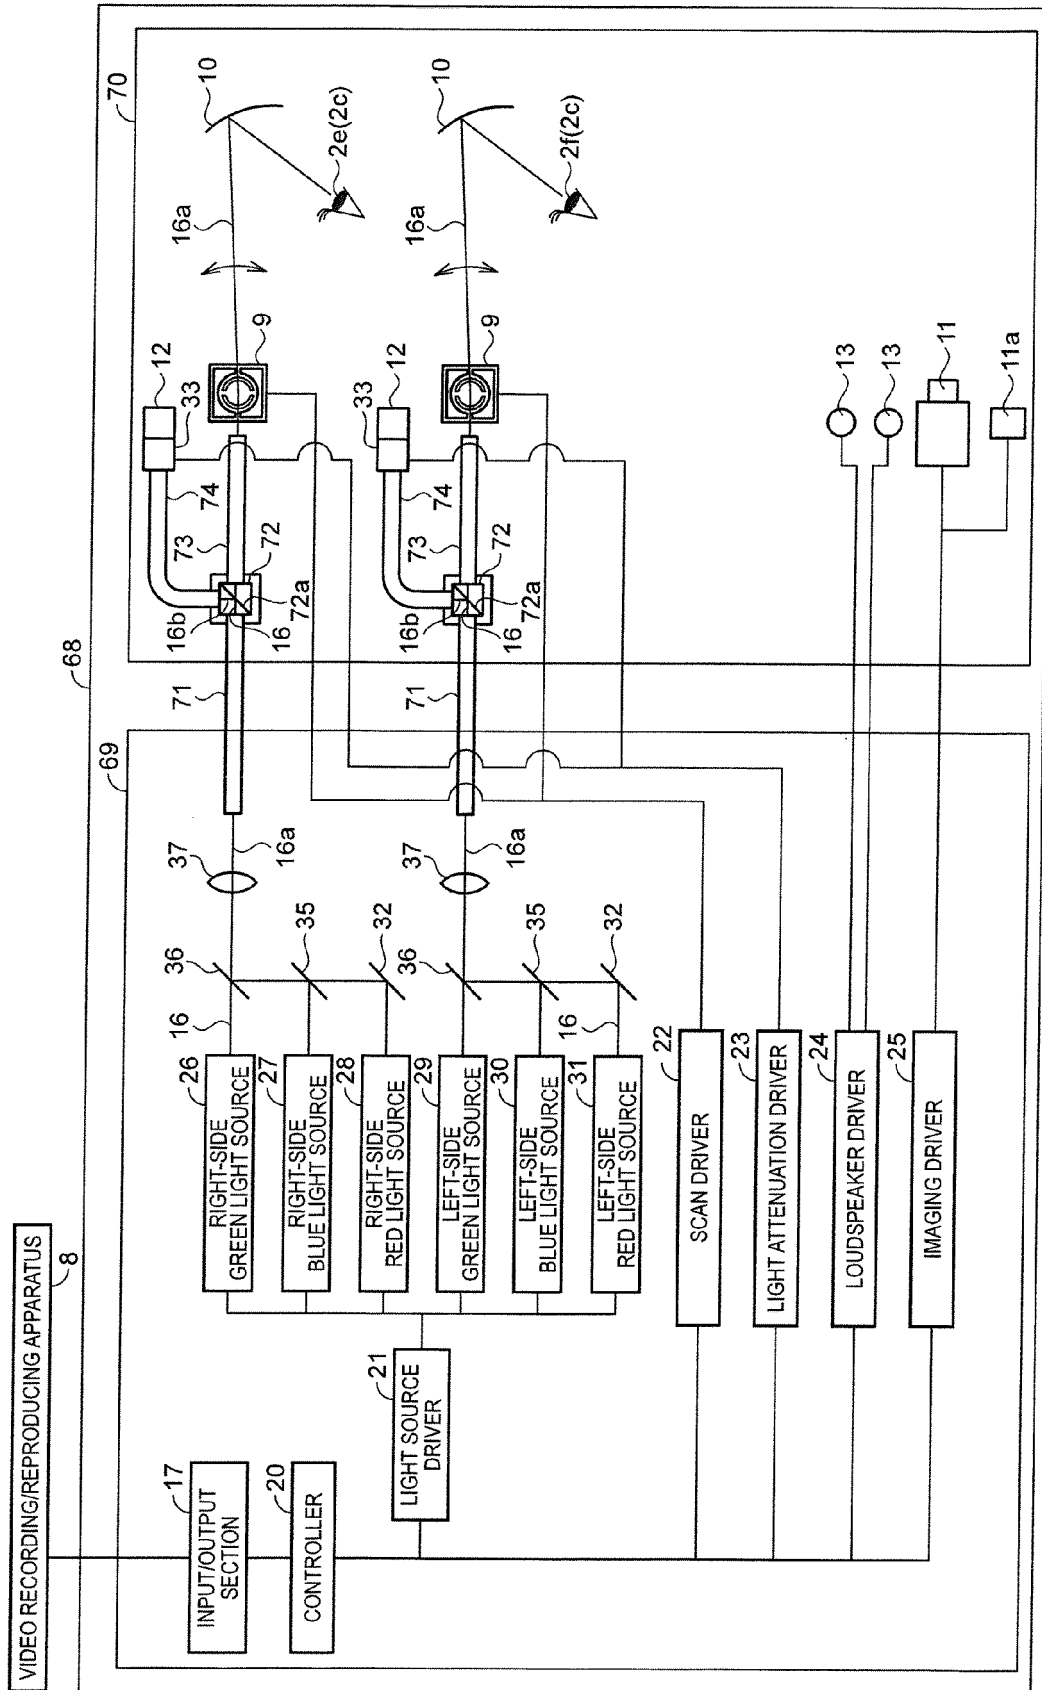 VIDEO RECORDING/REPRODUCING APPARATUS
8
68
69
70
17
INPUT/OUTPUT
SECTION
20
CONTROLLER
21
LIGHT SOURCE
DRIVER
26
RIGHT-SIDE
GREEN LIGHT SOURCE
27
RIGHT-SIDE
BLUE LIGHT SOURCE
28
RIGHT-SIDE
RED LIGHT SOURCE
29
LEFT-SIDE
GREEN LIGHT SOURCE
30
LEFT-SIDE
BLUE LIGHT SOURCE
31
LEFT-SIDE
RED LIGHT SOURCE
22
SCAN DRIVER
23
LIGHT ATTENUATION DRIVER
24
LOUDSPEAKER DRIVER
25
IMAGING DRIVER
16
36
35
32
37
16a
36
35
32
16
37
16a
71
16b
16
72a
72
73
74
33
12
9
16a
10
2e(2c)
71
16b
16
72a
72
73
74
33
12
9
16a
10
2f(2c)
13
13
11
11a